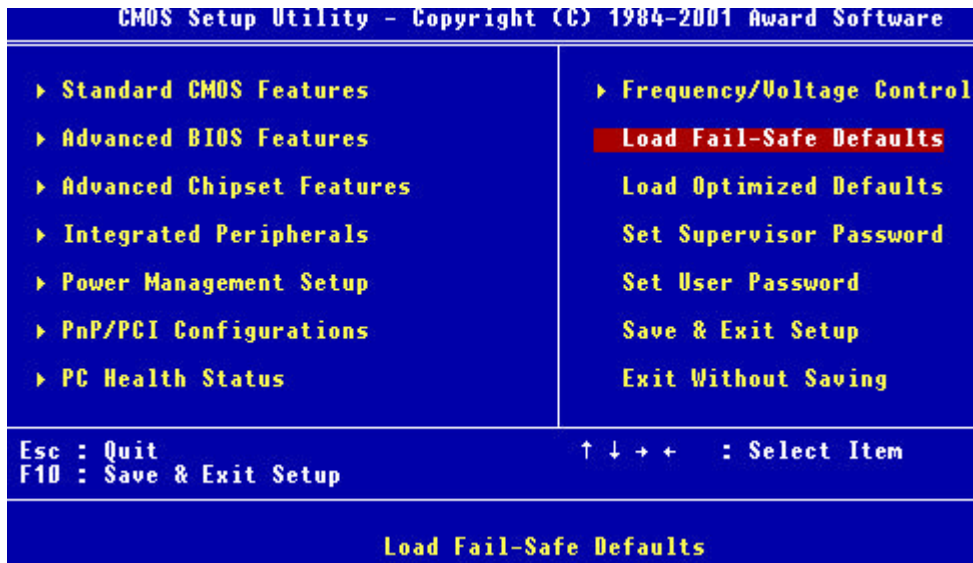 CMOS Setup Utility - Copyright (C) 1984-2001 Award Software
▸ Standard CMOS Features
▸ Advanced BIOS Features
▸ Advanced Chipset Features
▸ Integrated Peripherals
▸ Power Management Setup
▸ PnP/PCI Configurations
▸ PC Health Status
▸ Frequency/Voltage Control
Load Fail-Safe Defaults
Load Optimized Defaults
Set Supervisor Password
Set User Password
Save & Exit Setup
Exit Without Saving
Esc : Quit
F10 : Save & Exit Setup
↑ ↓ → ← : Select Item
Load Fail-Safe Defaults